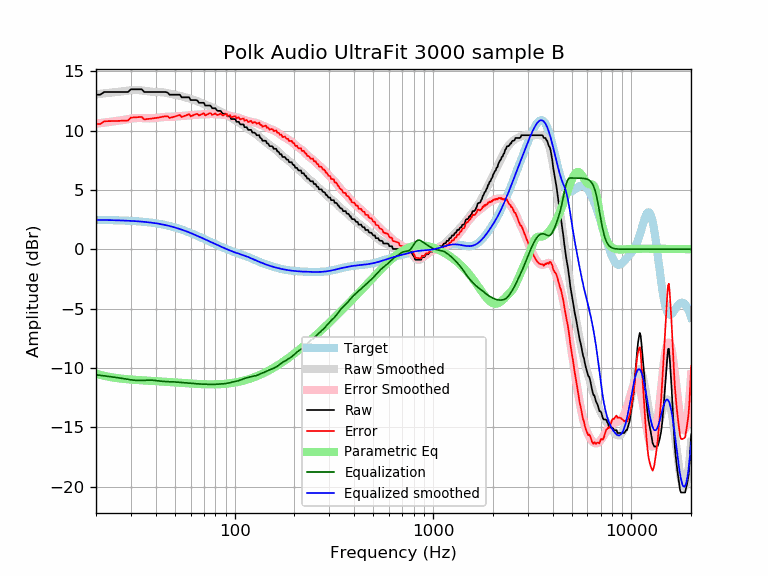 Polk Audio UltraFit 3000 sample B
15
10
5
0
−5
−10
−15
−20
Amplitude (dBr)
Target
Raw Smoothed
Error Smoothed
Raw
Error
Parametric Eq
Equalization
Equalized smoothed
100
1000
10000
Frequency (Hz)